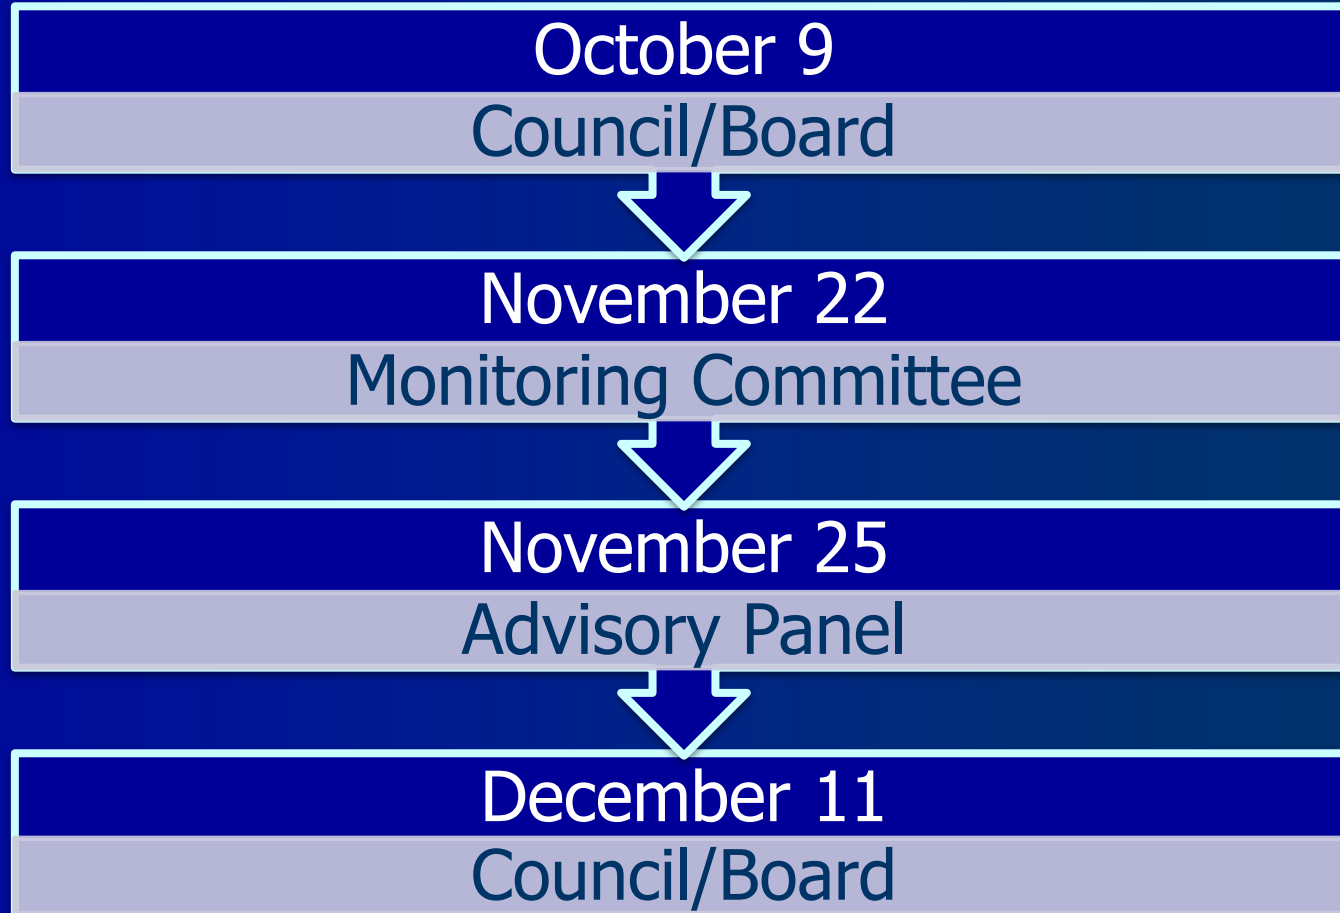 October 9
Council/Board
November 22
Monitoring Committee
November 25
Advisory Panel
December 11
Council/Board